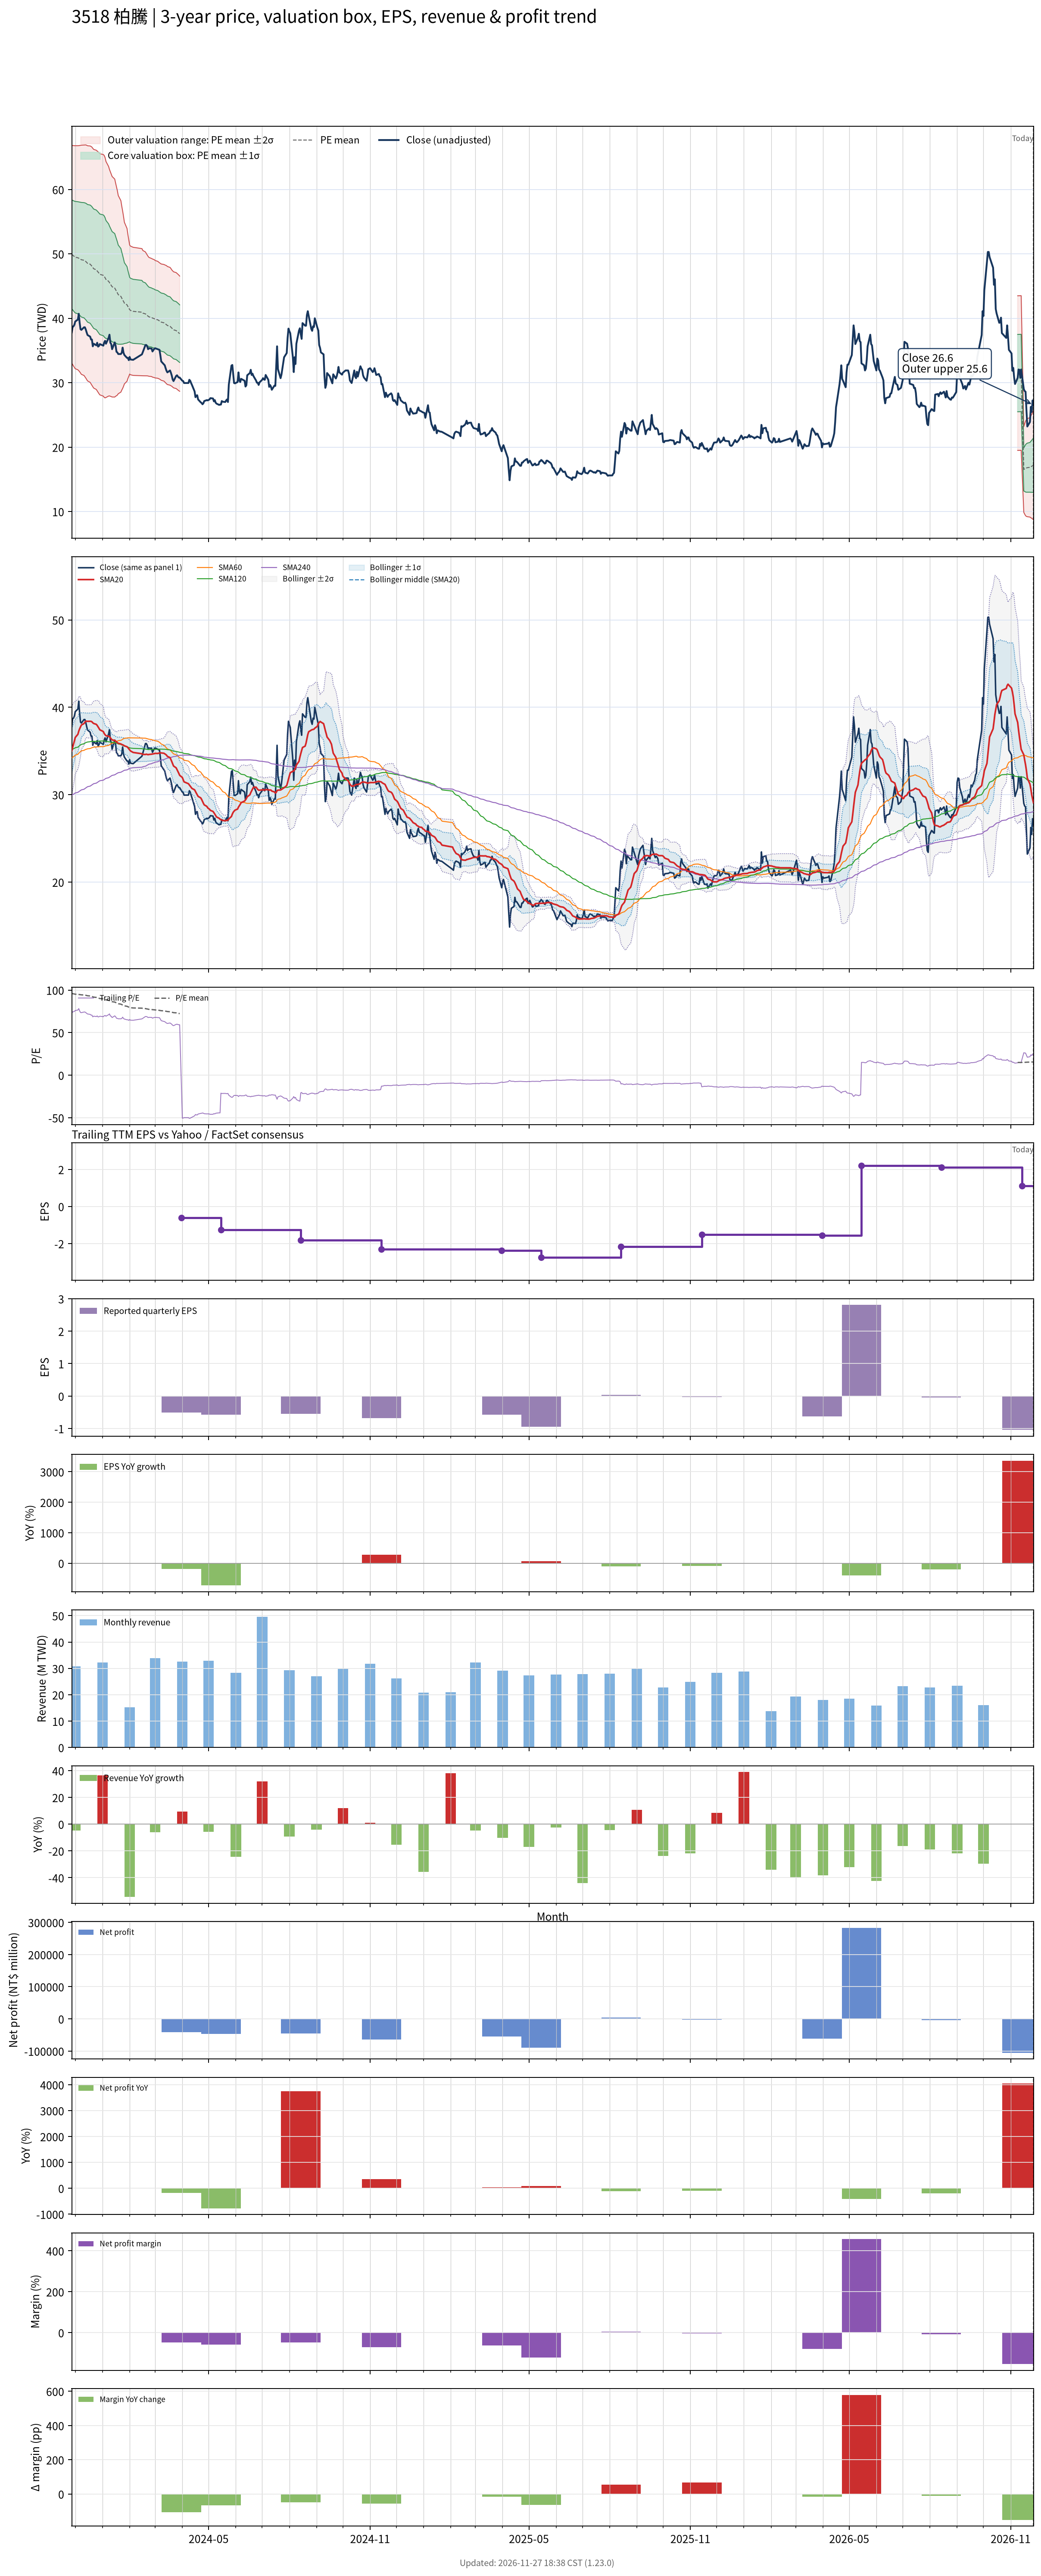 3518 柏騰 | 3-year price, valuation box, EPS, revenue & profit trend
Outer valuation range: PE mean ±2σ
PE mean
Close (unadjusted)
Core valuation box: PE mean ±1σ
Today
60
50
40
30
20
10
Price (TWD)
Close 26.6
Outer upper 25.6
Close (same as panel 1)
SMA20
SMA60
SMA120
SMA240
Bollinger ±2σ
Bollinger ±1σ
Bollinger middle (SMA20)
50
40
30
20
Price
Trailing P/E
P/E mean
100
50
0
-50
P/E
Trailing TTM EPS vs Yahoo / FactSet consensus
Today
2
0
-2
EPS
Reported quarterly EPS
3
2
1
0
-1
EPS
EPS YoY growth
3000
2000
1000
0
YoY (%)
Monthly revenue
50
40
30
20
10
0
Revenue (M TWD)
Revenue YoY growth
40
20
0
-20
-40
YoY (%)
Month
Net profit
300000
200000
100000
0
-100000
Net profit (NT$ million)
Net profit YoY
4000
3000
2000
1000
0
-1000
YoY (%)
Net profit margin
400
200
0
Margin (%)
Margin YoY change
600
400
200
0
Δ margin (pp)
2024-05
2024-11
2025-05
2025-11
2026-05
2026-11
Updated: 2026-11-27 18:38 CST (1.23.0)